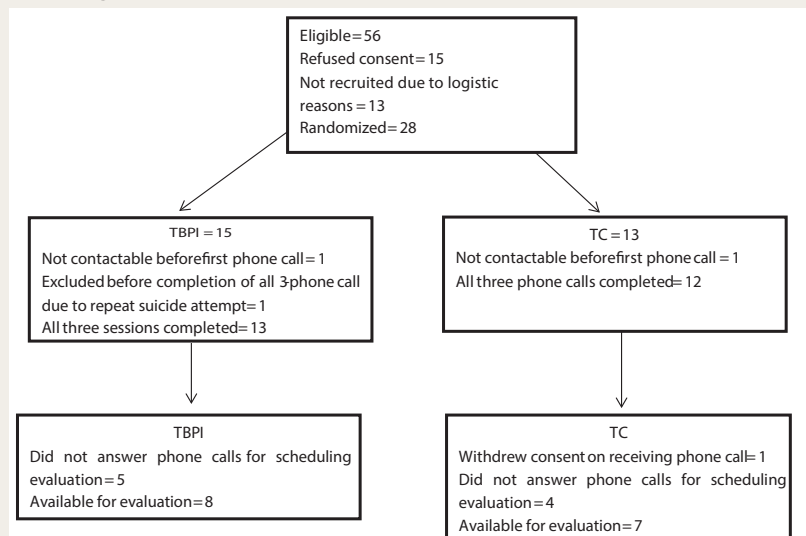 Eligible=56
Refused consent=15
Not recruited due to logistic
reasons=13
Randomized=28
TBPI=15
Not contactable beforefirst phone call=1
Excluded before completion of all 3-phone call
due to repeat suicide attempt=1
All three sessions completed=13
TC=13
Not contactable beforefirst phone call=1
All three phone calls completed=12
TBPI
Did not answer phone calls for scheduling
evaluation=5
Available for evaluation=8
TC
Withdrew consent on receiving phone call=1
Did not answer phone calls for scheduling
evaluation=4
Available for evaluation=7